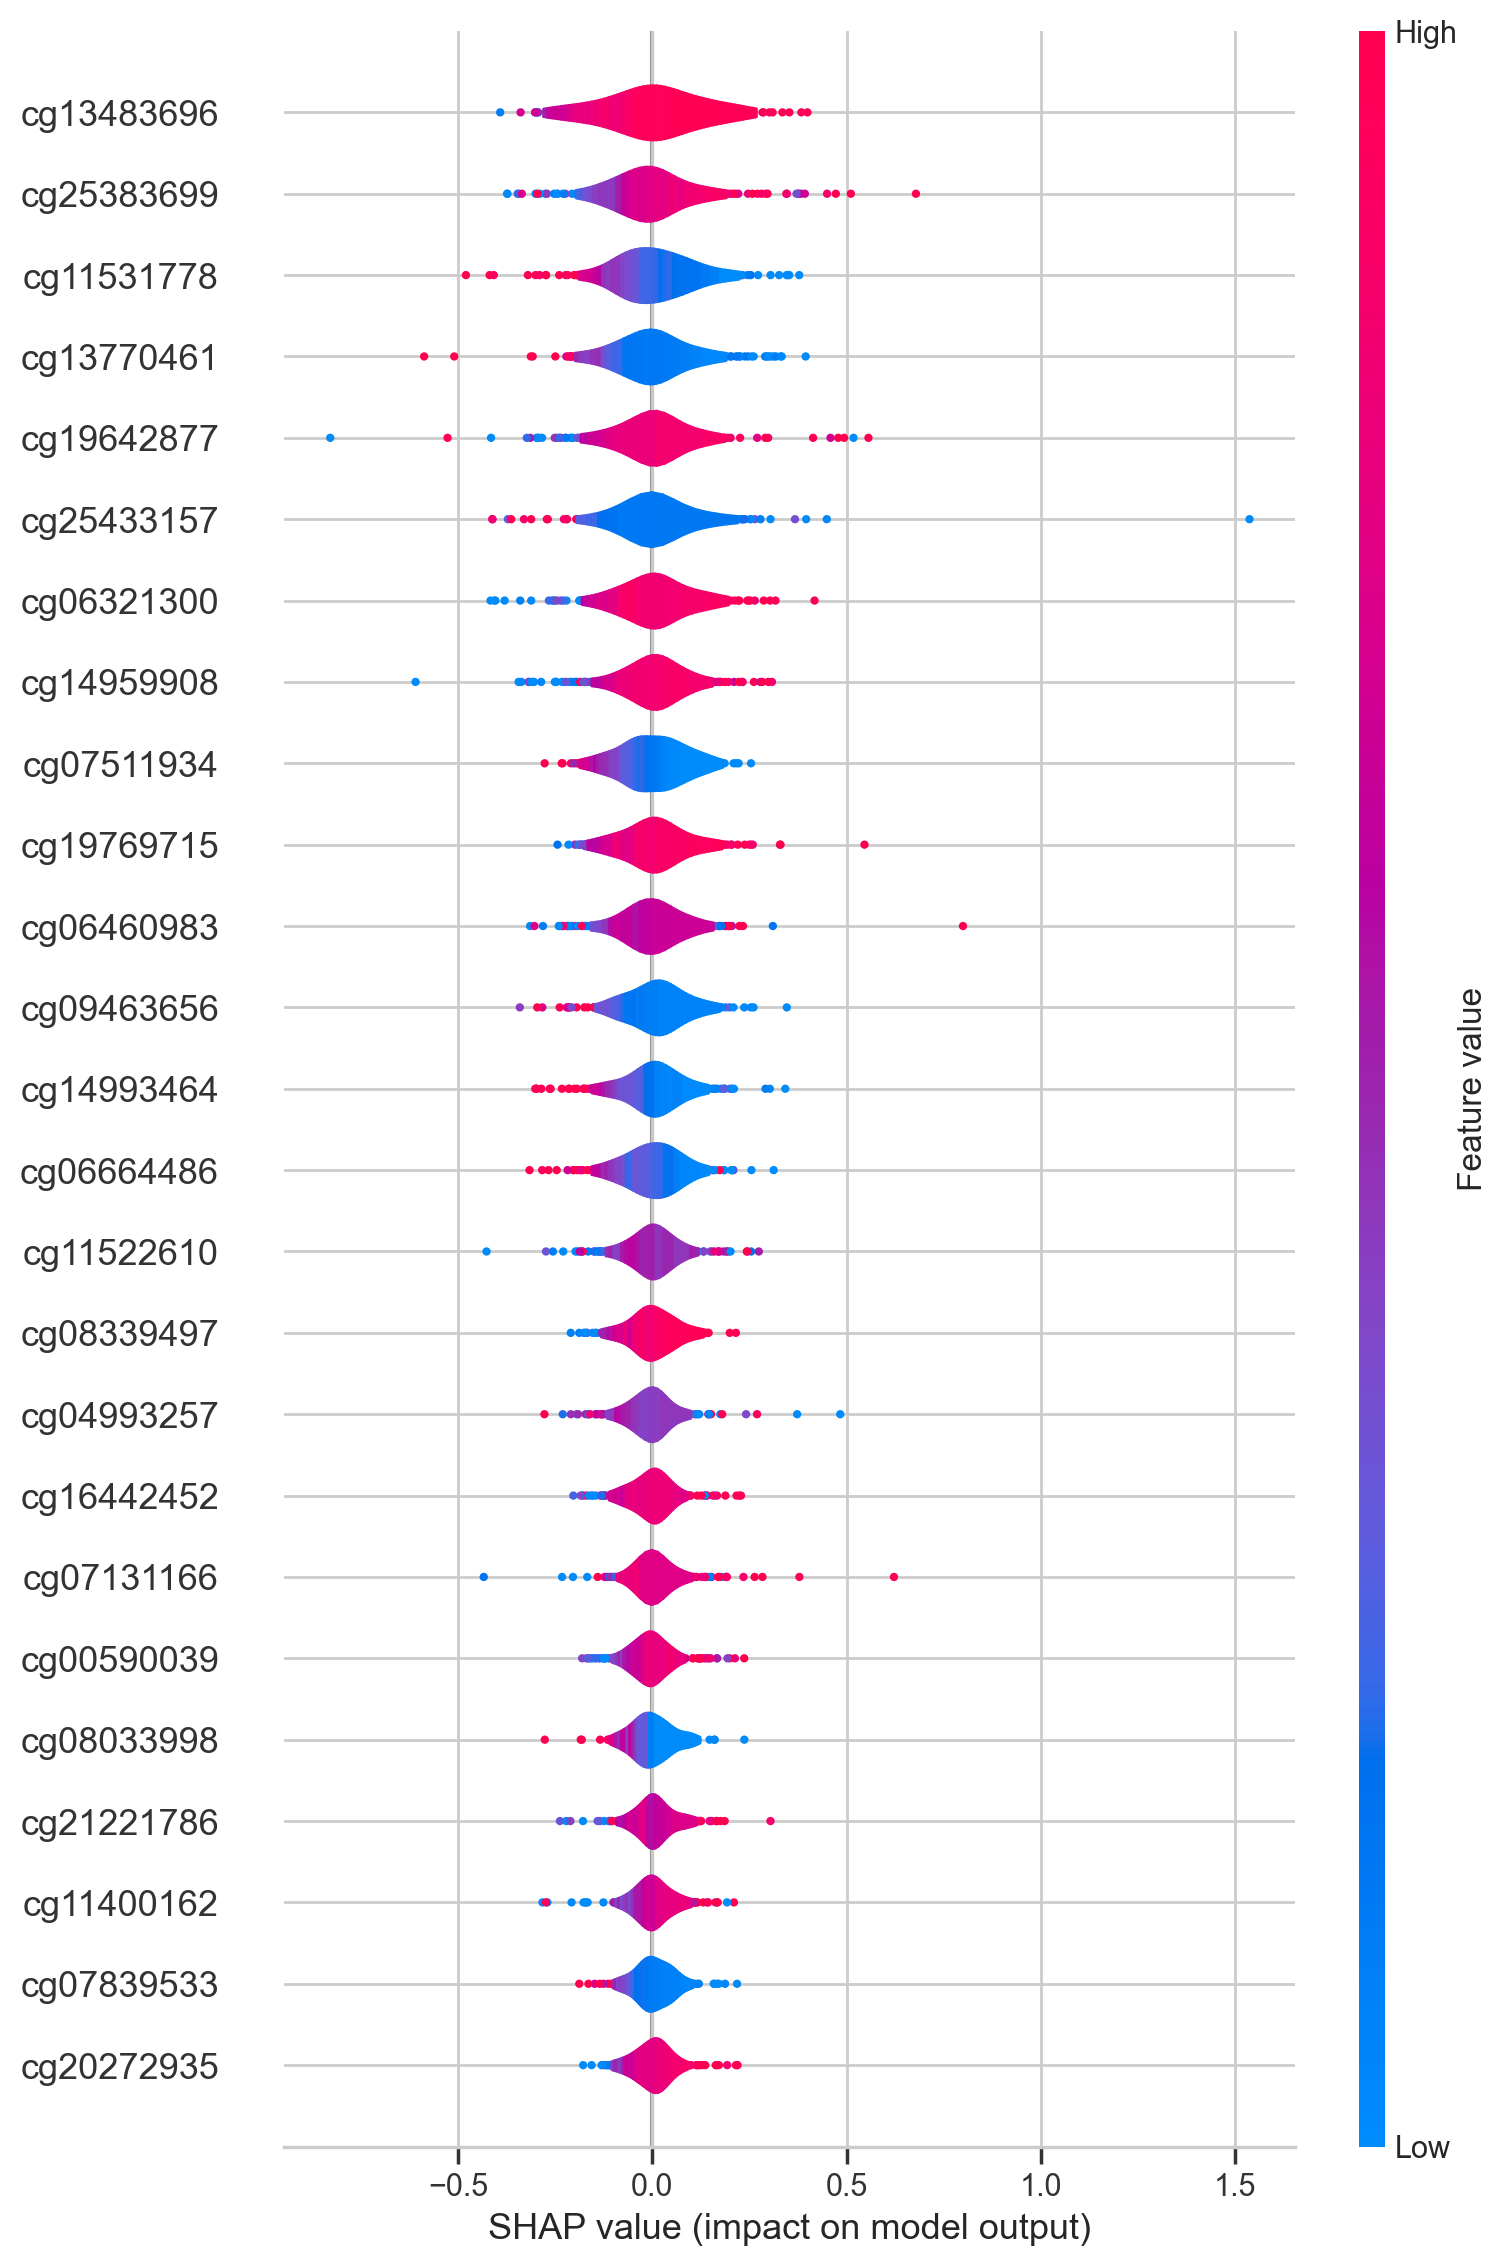 High
cg13483696
cg25383699
cg11531778
cg13770461
cg19642877
cg25433157
cg06321300
cg14959908
cg07511934
cg19769715
cg06460983
cg09463656
cg14993464
cg06664486
cg11522610
cg08339497
cg04993257
cg16442452
cg07131166
cg00590039
cg08033998
cg21221786
cg11400162
cg07839533
cg20272935
Feature value
Low
−0.5 0.0 0.5 1.0 1.5
SHAP value (impact on model output)